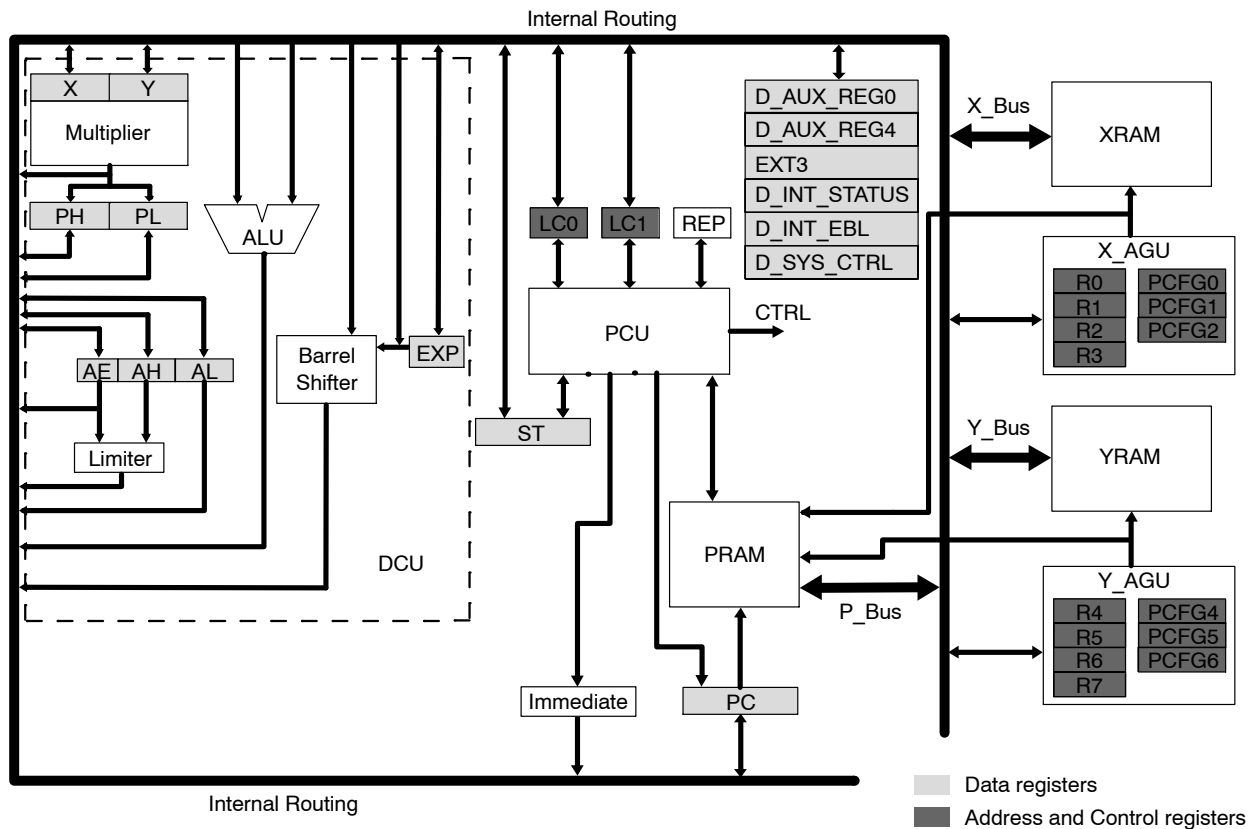 Internal Routing
X
Y
Multiplier
PH
PL
ALU
AE
AH
AL
Limiter
Barrel
Shifter
EXP
DCU
LC0
LC1
REP
PCU
CTRL
ST
PRAM
P_Bus
Immediate
PC
D_AUX_REG0
D_AUX_REG4
EXT3
D_INT_STATUS
D_INT_EBL
D_SYS_CTRL
X_Bus
XRAM
X_AGU
R0
R1
R2
R3
PCFG0
PCFG1
PCFG2
Y_Bus
YRAM
Y_AGU
R4
R5
R6
R7
PCFG4
PCFG5
PCFG6
Internal Routing
Data registers
Address and Control registers